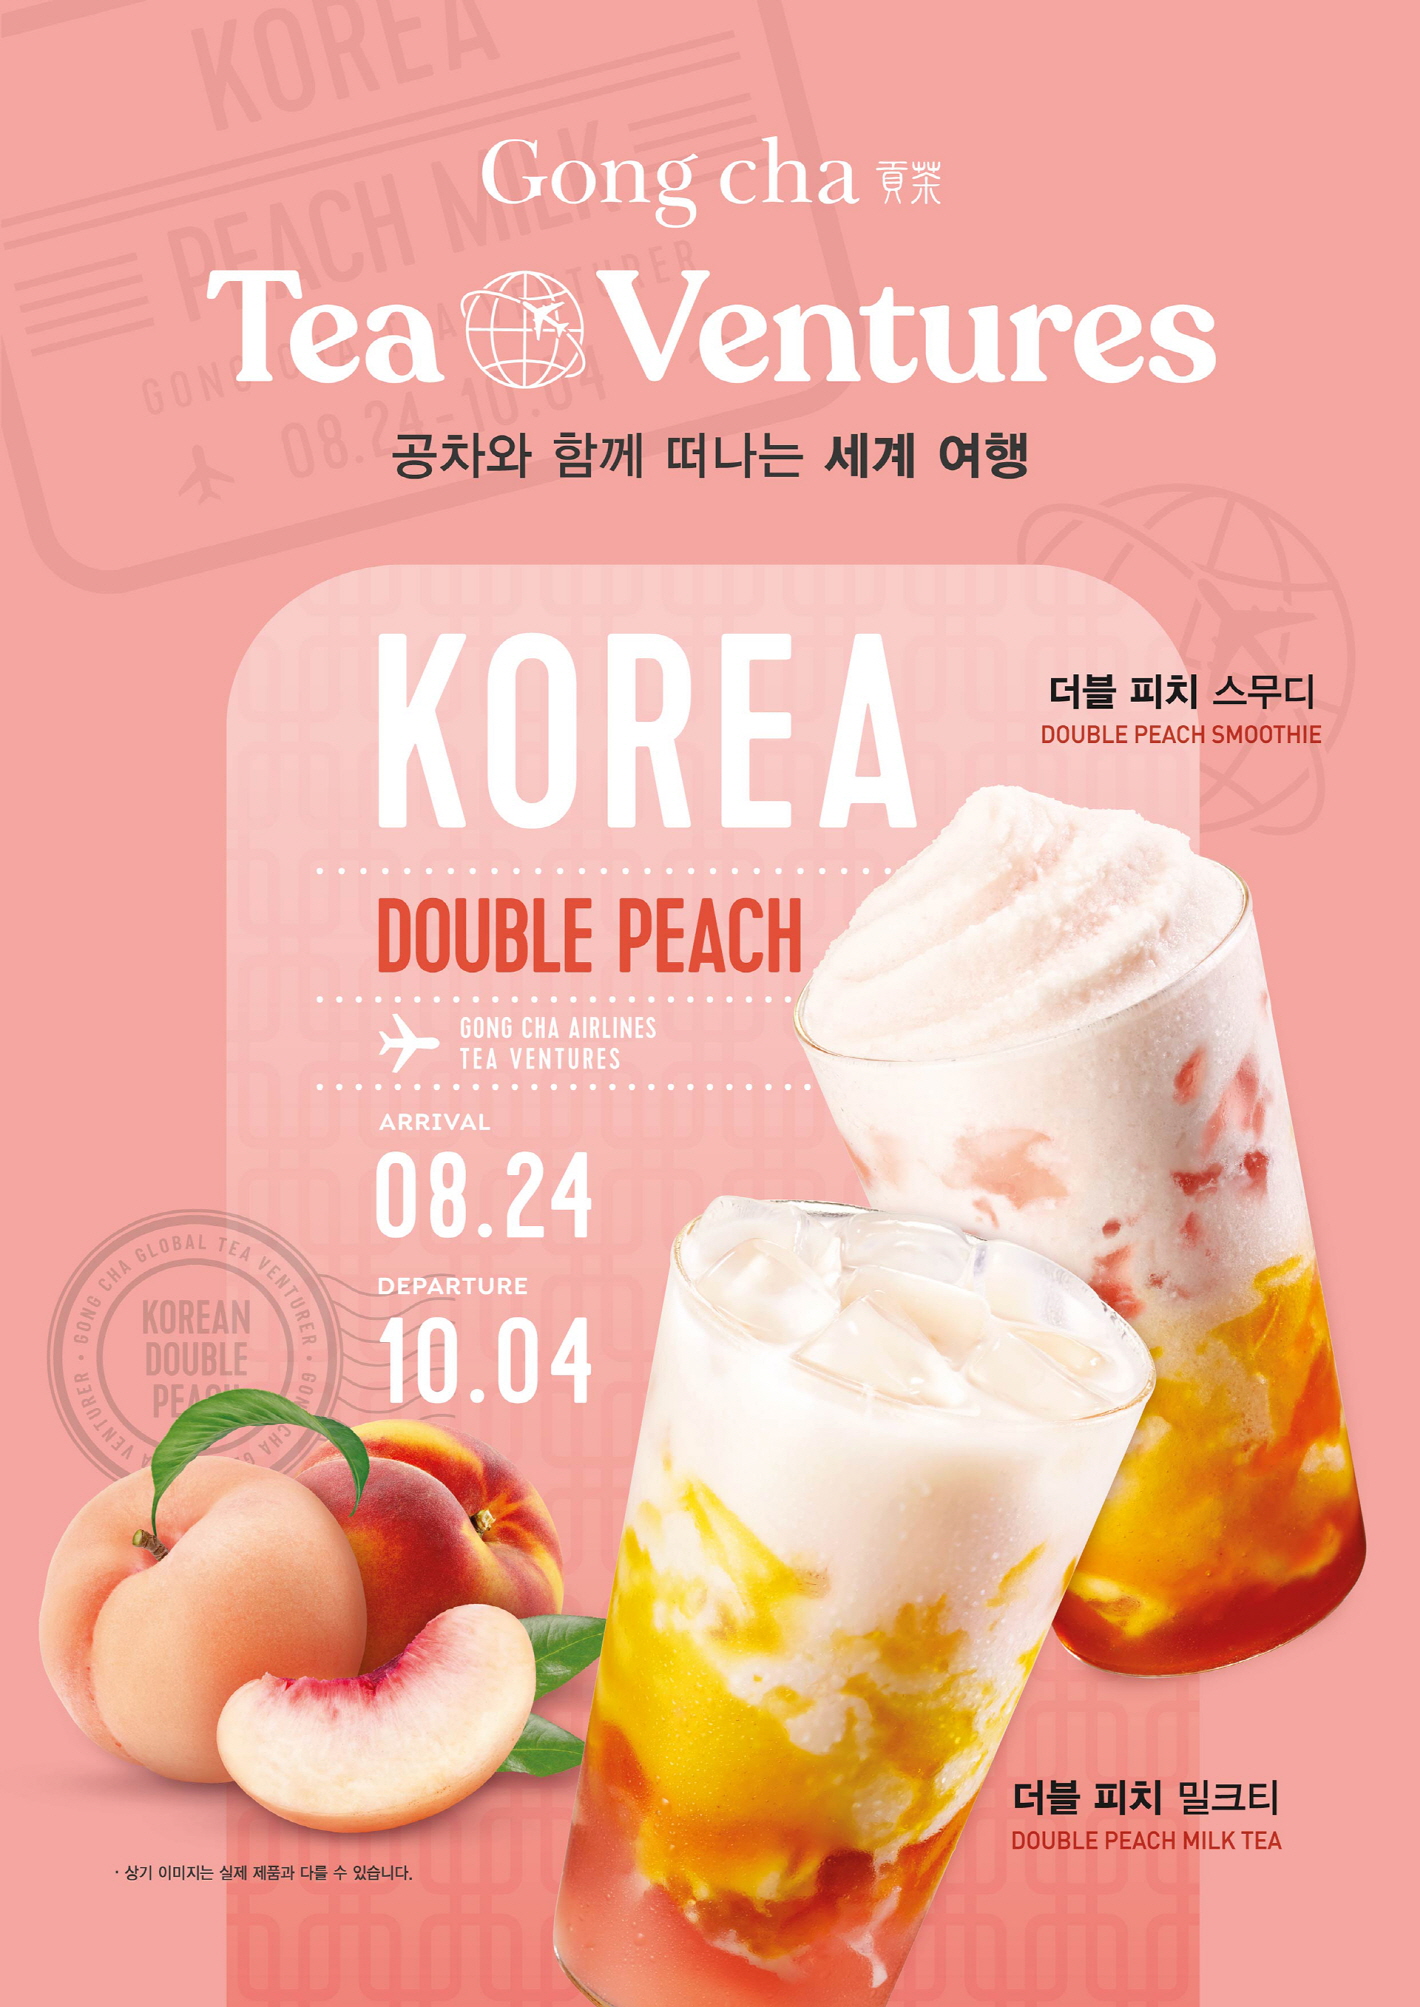 KOREA
PEACH MILK
GONG CHA TEA VENTURER
08.24-10.04
Gong cha 貢茶
Tea Ventures
공차와 함께 떠나는 세계 여행
KOREA
더블 피치 스무디
DOUBLE PEACH SMOOTHIE
DOUBLE PEACH
GONG CHA AIRLINES
TEA VENTURES
ARRIVAL
08.24
DEPARTURE
10.04
GONG CHA GLOBAL TEA VENTURER
KOREAN
DOUBLE
PEACH
더블 피치 밀크티
DOUBLE PEACH MILK TEA
· 상기 이미지는 실제 제품과 다를 수 있습니다.